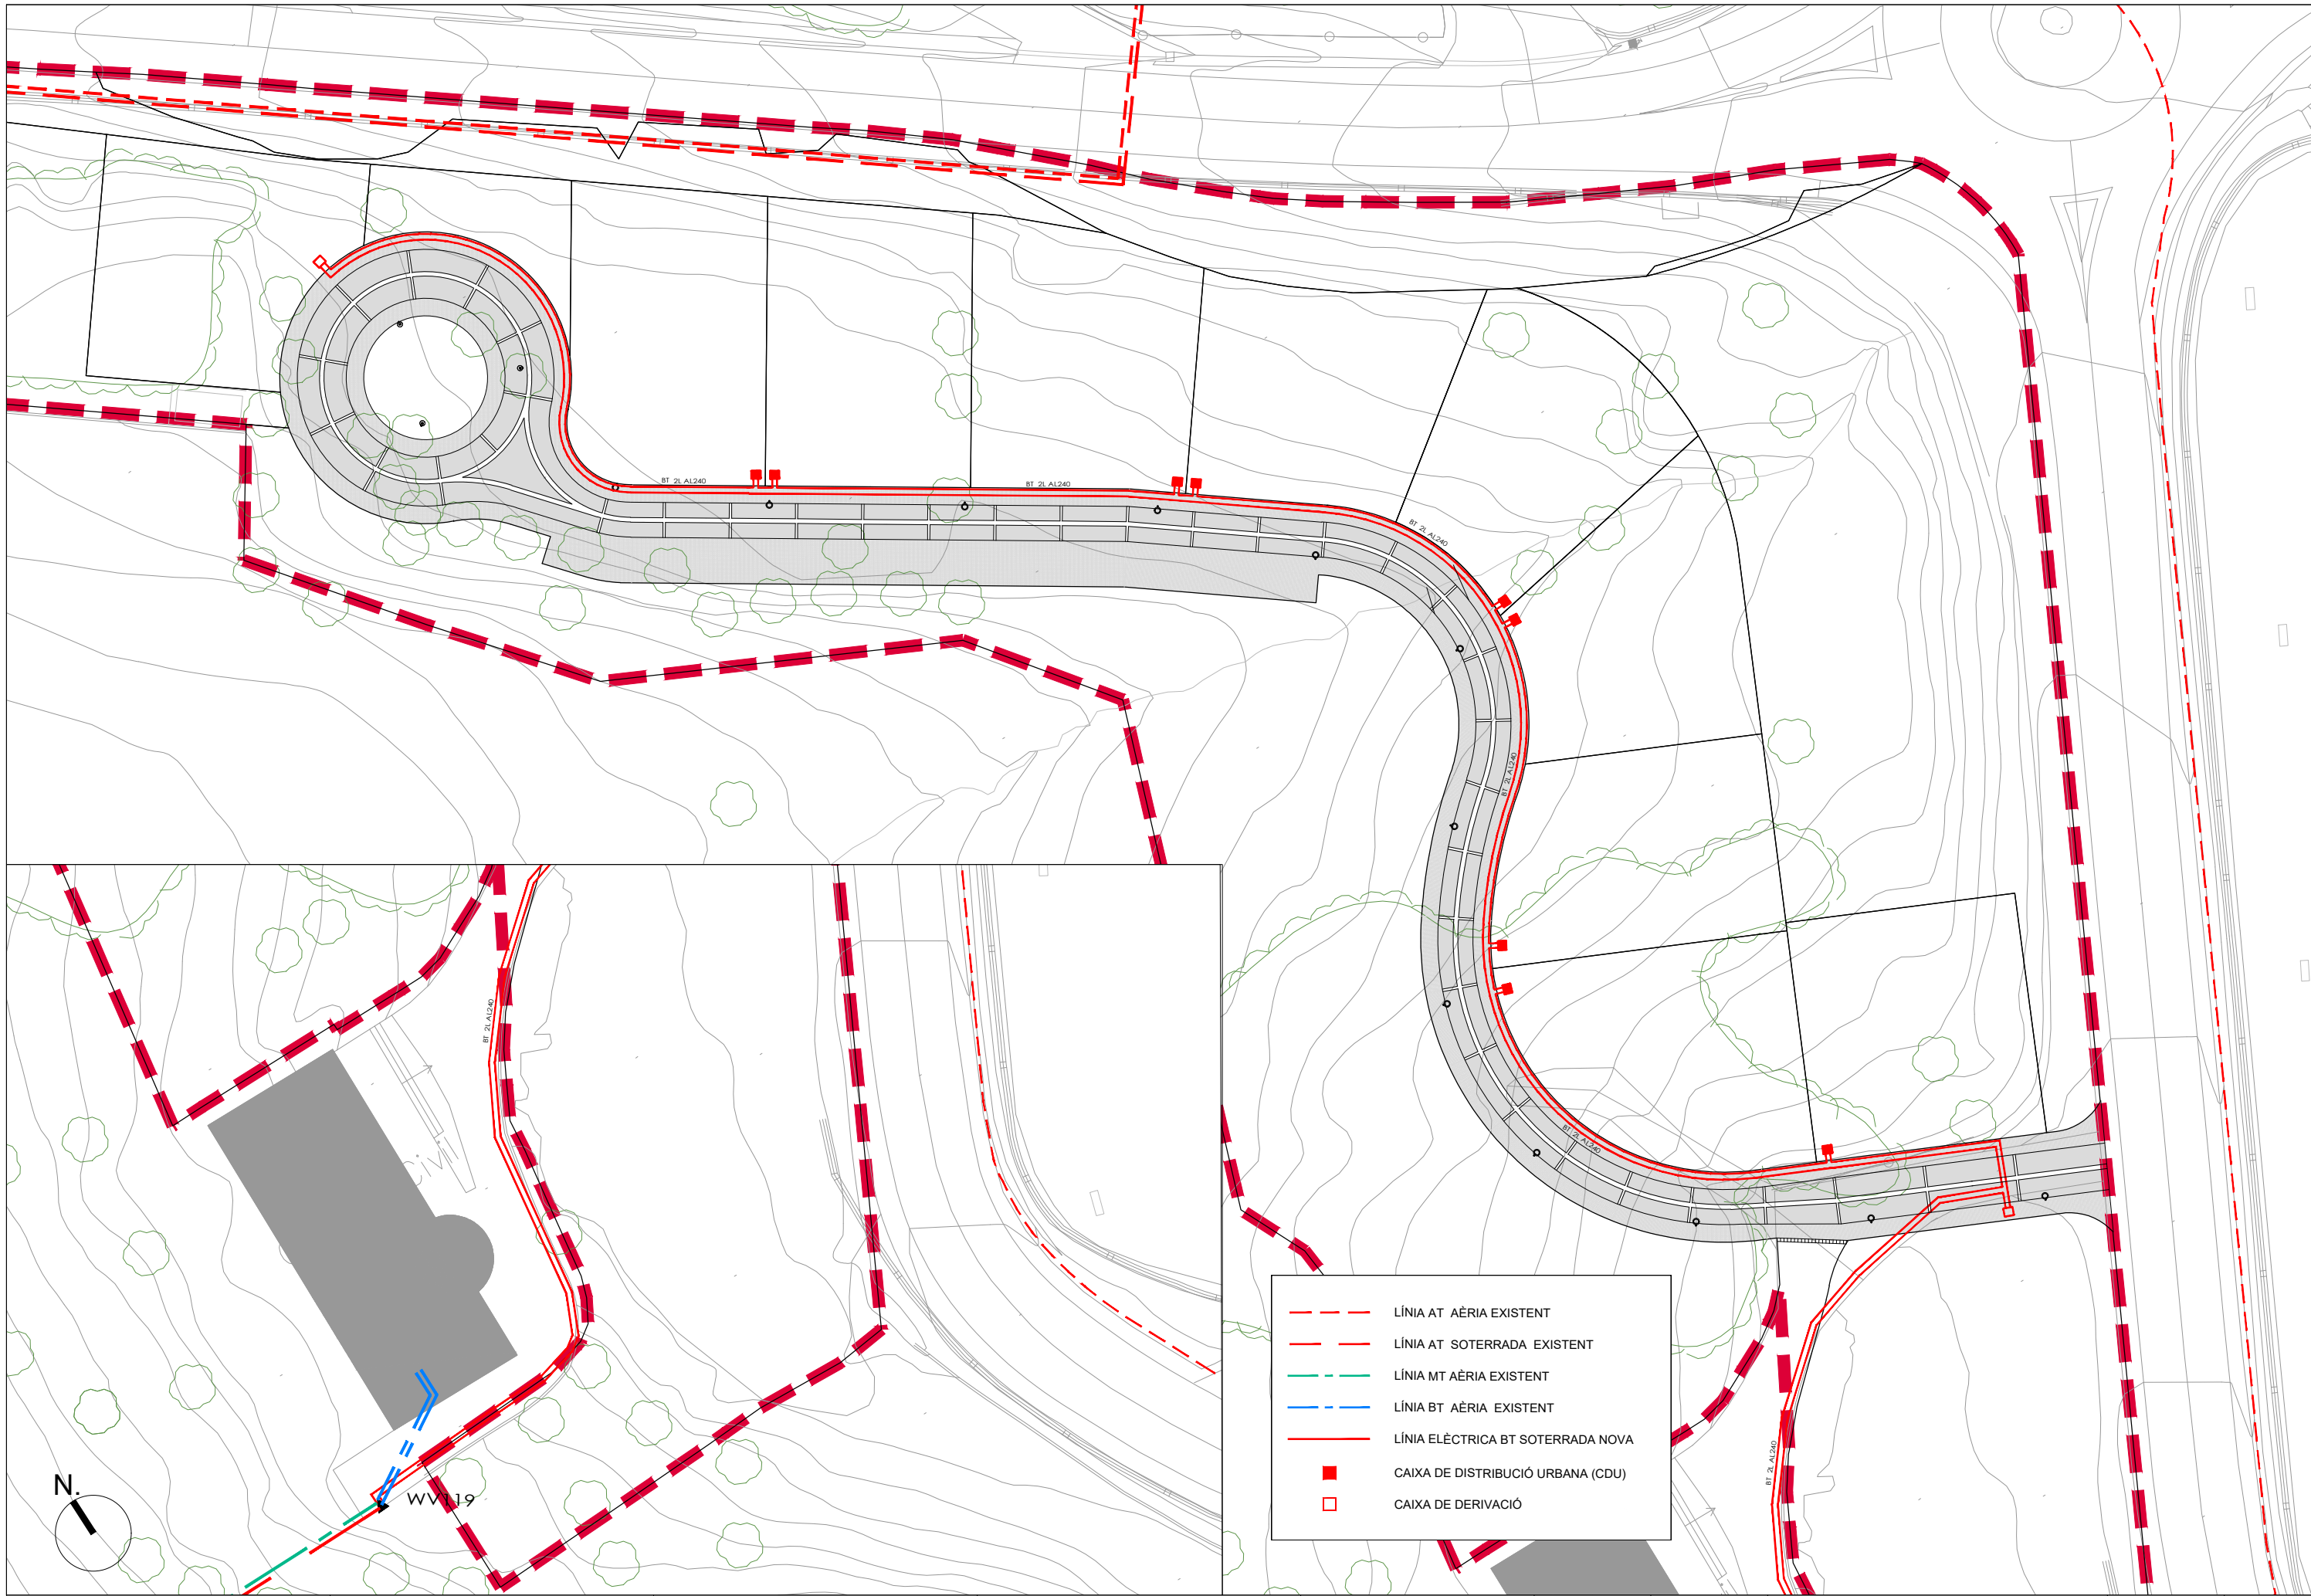 BT 2L AL240
BT 2L AL240
BT 2L AL240
BT 2L AL240
BT 2L AL240
BT 2L AL240
BT 2L AL240
N.
WV119
LÍNIA AT AÈRIA EXISTENT
LÍNIA AT SOTERRADA EXISTENT
LÍNIA MT AÈRIA EXISTENT
LÍNIA BT AÈRIA EXISTENT
LÍNIA ELÈCTRICA BT SOTERRADA NOVA
CAIXA DE DISTRIBUCIÓ URBANA (CDU)
CAIXA DE DERIVACIÓ